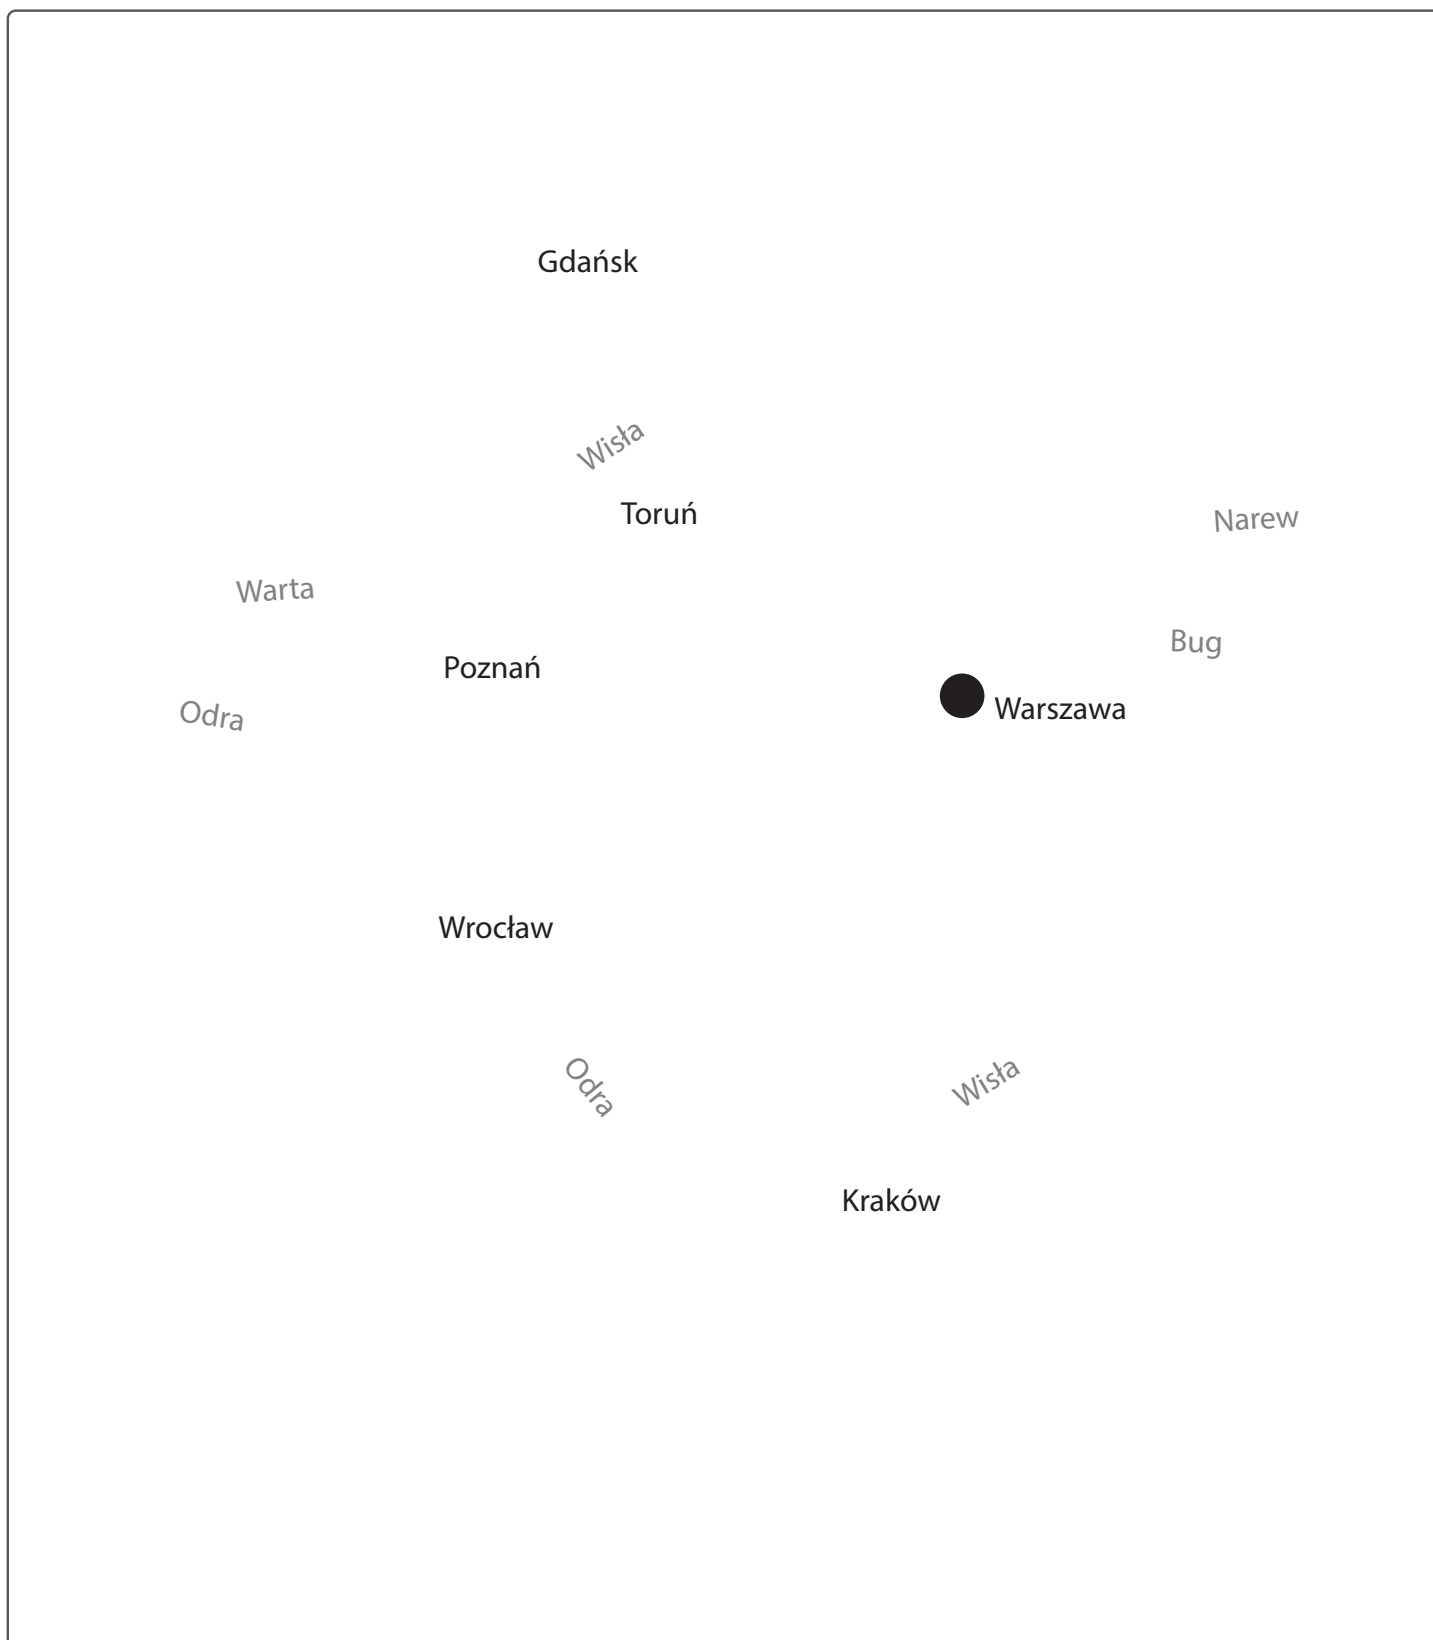 Gdańsk
Wisła
Toruń
Narew
Warta
Bug
Poznań
Odra
Warszawa
Wrocław
Odra
Wisła
Kraków